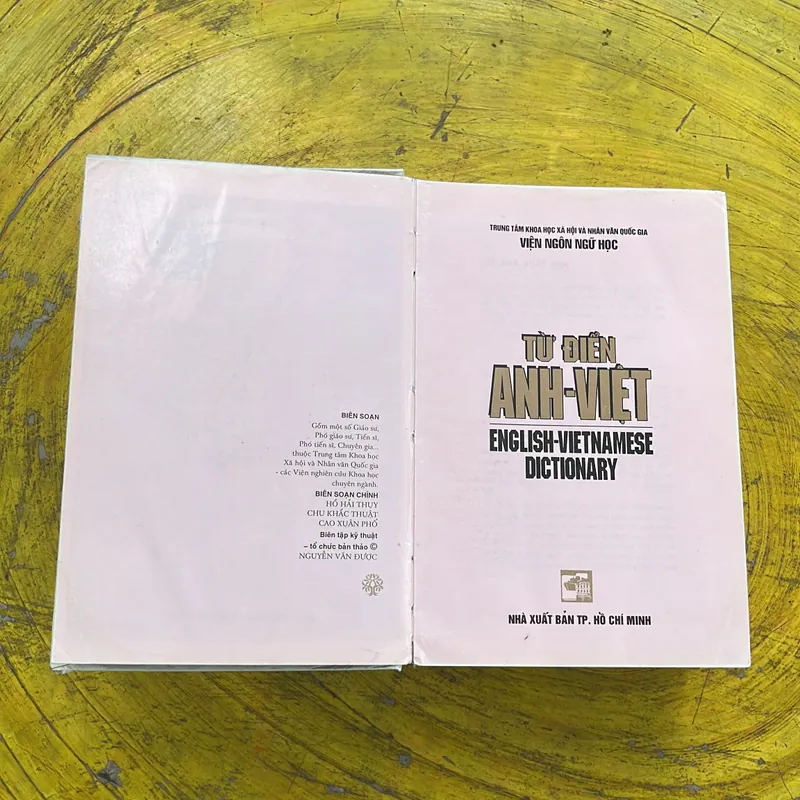 BIÊN SOẠN
Gồm một số Giáo sư,
Phó giáo sư, Tiến sĩ,
Phó tiến sĩ, Chuyên gia...
thuộc Trung tâm Khoa học
Xã hội và Nhân văn Quốc gia
- các Viện nghiên cứu Khoa học
chuyên ngành.
BIÊN SOẠN CHÍNH
HỒ HẢI THỤY
CHU KHẮC THUẬT
CAO XUÂN PHỔ
Biên tập kỹ thuật
– tổ chức bản thảo ©
NGUYỄN VĂN ĐƯỢC
TRUNG TÂM KHOA HỌC XÃ HỘI VÀ NHÂN VĂN QUỐC GIA
VIỆN NGÔN NGỮ HỌC
TỪ ĐIỂN
ANH-VIỆT
ENGLISH-VIETNAMESE
DICTIONARY
NHÀ XUẤT BẢN TP. HỒ CHÍ MINH